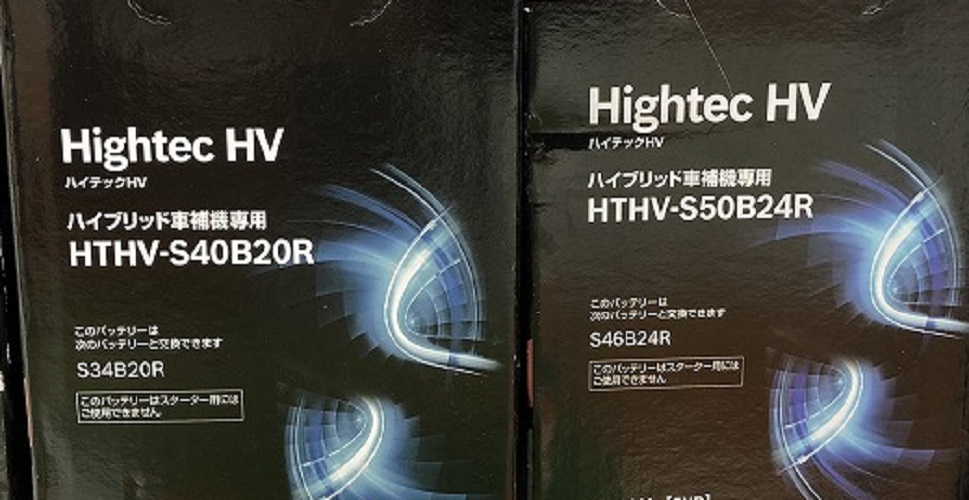 Hightec HV
ハイテックHV
ハイブリッド車補機専用
HTHV-S40B20R
このバッテリーは
次のバッテリーと交換できます
S34B20R
このバッテリーはスターター用には
ご使用できません。
Hightec HV
ハイテックHV
ハイブリッド車補機専用
HTHV-S50B24R
このバッテリーは
次のバッテリーと交換できます
S46B24R
このバッテリーはスターター用には
ご使用できません